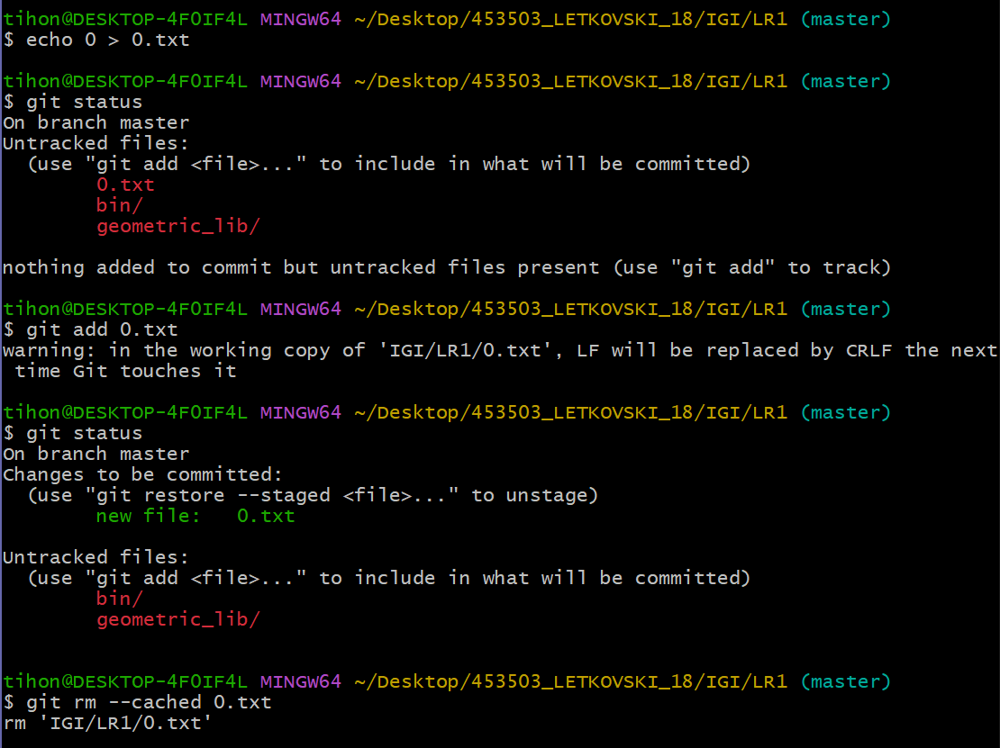 tihon@DESKTOP-4F0IF4L MINGW64 ~/Desktop/453503_LETKOVSKI_18/IGI/LR1 (master)
$ echo 0 > 0.txt
tihon@DESKTOP-4F0IF4L MINGW64 ~/Desktop/453503_LETKOVSKI_18/IGI/LR1 (master)
$ git status
On branch master
Untracked files:
  (use "git add <file>..." to include in what will be committed)
        0.txt
        bin/
        geometric_lib/
nothing added to commit but untracked files present (use "git add" to track)
tihon@DESKTOP-4F0IF4L MINGW64 ~/Desktop/453503_LETKOVSKI_18/IGI/LR1 (master)
$ git add 0.txt
warning: in the working copy of 'IGI/LR1/0.txt', LF will be replaced by CRLF the next
 time Git touches it
tihon@DESKTOP-4F0IF4L MINGW64 ~/Desktop/453503_LETKOVSKI_18/IGI/LR1 (master)
$ git status
On branch master
Changes to be committed:
  (use "git restore --staged <file>..." to unstage)
        new file:   0.txt
Untracked files:
  (use "git add <file>..." to include in what will be committed)
        bin/
        geometric_lib/
tihon@DESKTOP-4F0IF4L MINGW64 ~/Desktop/453503_LETKOVSKI_18/IGI/LR1 (master)
$ git rm --cached 0.txt
rm 'IGI/LR1/0.txt'